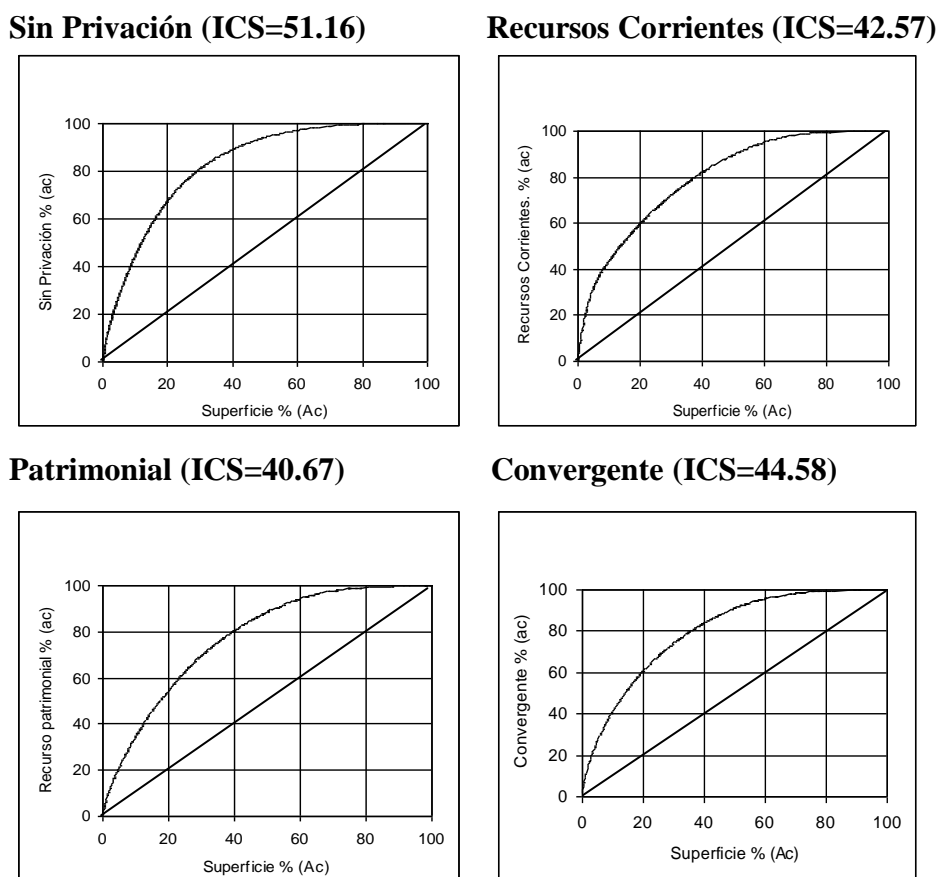 Sin Privación (ICS=51.16)
Sin Privación % (ac)
100
80
60
40
20
0
0 20 40 60 80 100
Superficie % (Ac)
Recursos Corrientes (ICS=42.57)
Recursos Corrientes. % (ac)
100
80
60
40
20
0
0 20 40 60 80 100
Superficie % (Ac)
Patrimonial (ICS=40.67)
Recurso patrimonial % (ac)
100
80
60
40
20
0
0 20 40 60 80 100
Superficie % (Ac)
Convergente (ICS=44.58)
Convergente % (ac)
100
80
60
40
20
0
0 20 40 60 80 100
Superficie % (Ac)